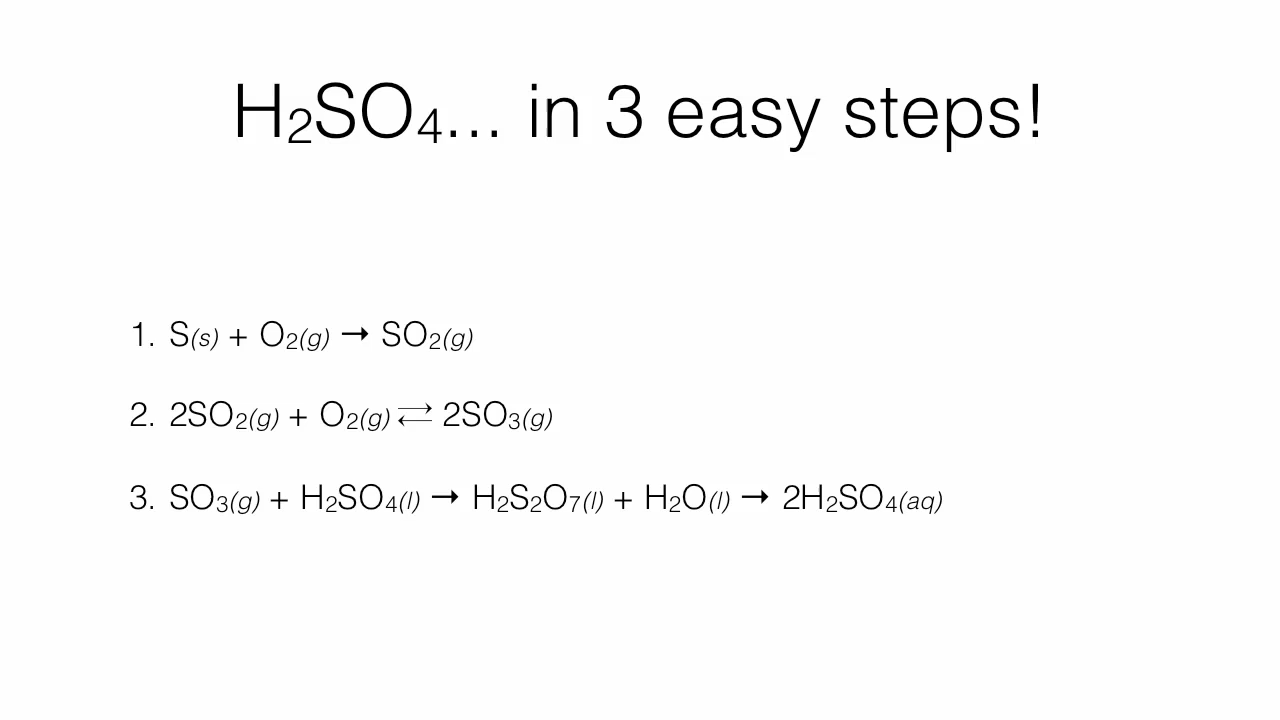 H₂SO₄... in 3 easy steps!
1. S(s) + O₂(g) → SO₂(g)
2. 2SO₂(g) + O₂(g) ⇄ 2SO₃(g)
3. SO₃(g) + H₂SO₄(l) → H₂S₂O₇(l) + H₂O(l) → 2H₂SO₄(aq)